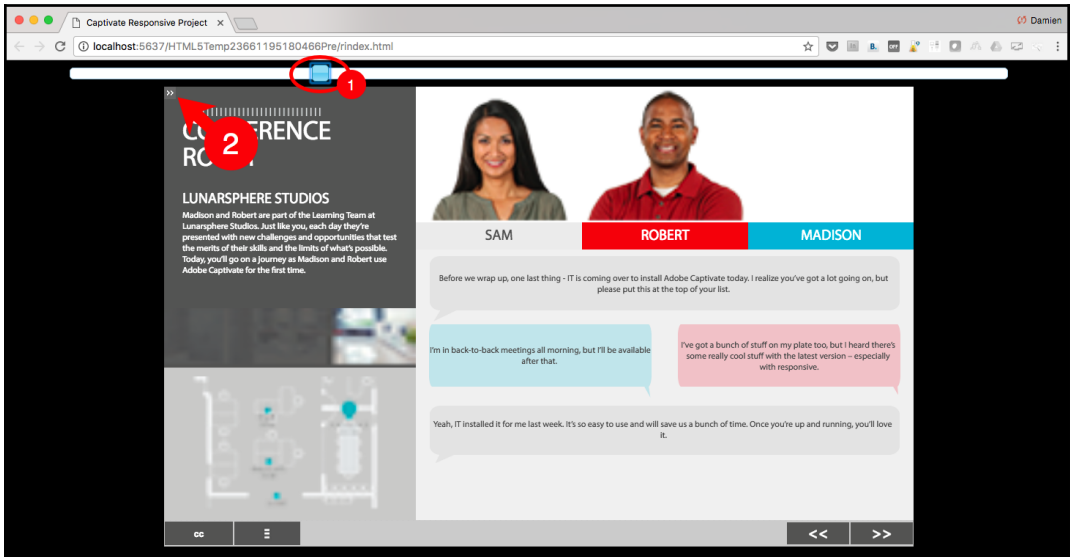 Captivate Responsive Project
Damien
localhost:5637/HTML5Temp23661195180466Pre/rindex.html
1
>>
2
LUNARSPHERE STUDIOS
Madison and Robert are part of the Learning Team at
Lunarsphere Studios. Just like you, each day they're
presented with new challenges and opportunities that test
the merits of their skills and the limits of what's possible.
Today, you'll go on a journey as Madison and Robert use
Adobe Captivate for the first time.
SAM
ROBERT
MADISON
Before we wrap up, one last thing - IT is coming over to install Adobe Captivate today. I realize you've got a lot going on, but
please put this at the top of your list.
I'm in back-to-back meetings all morning, but I'll be available
after that.
I've got a bunch of stuff on my plate too, but I heard there's
some really cool stuff with the latest version – especially
with responsive.
Yeah, IT installed it for me last week. It's so easy to use and will save us a bunch of time. Once you're up and running, you'll love
it.
cc
<<
>>